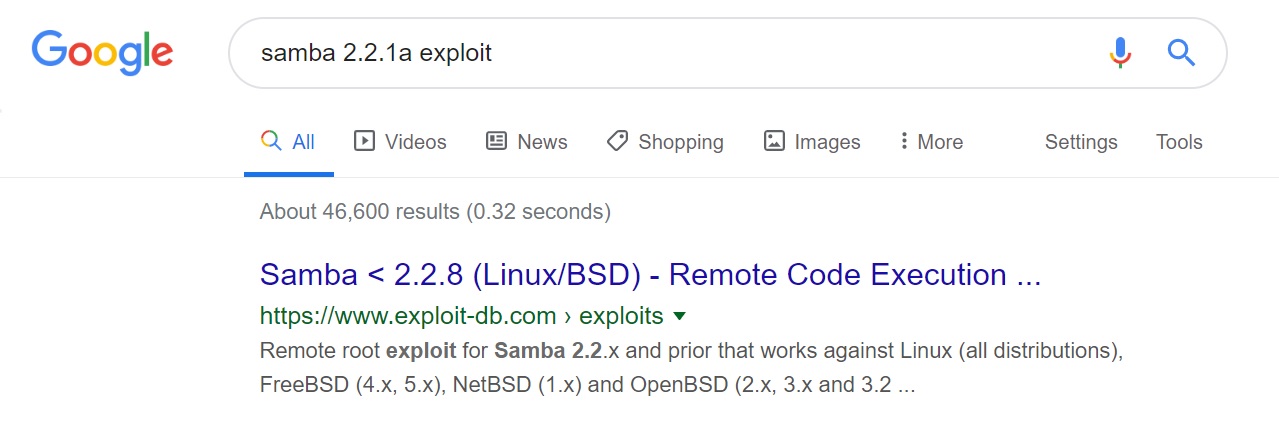 Google
samba 2.2.1a exploit
All Videos News Shopping Images More Settings Tools
About 46,600 results (0.32 seconds)
Samba < 2.2.8 (Linux/BSD) - Remote Code Execution ...
https://www.exploit-db.com › exploits
Remote root exploit for Samba 2.2.x and prior that works against Linux (all distributions),
FreeBSD (4.x, 5.x), NetBSD (1.x) and OpenBSD (2.x, 3.x and 3.2 ...